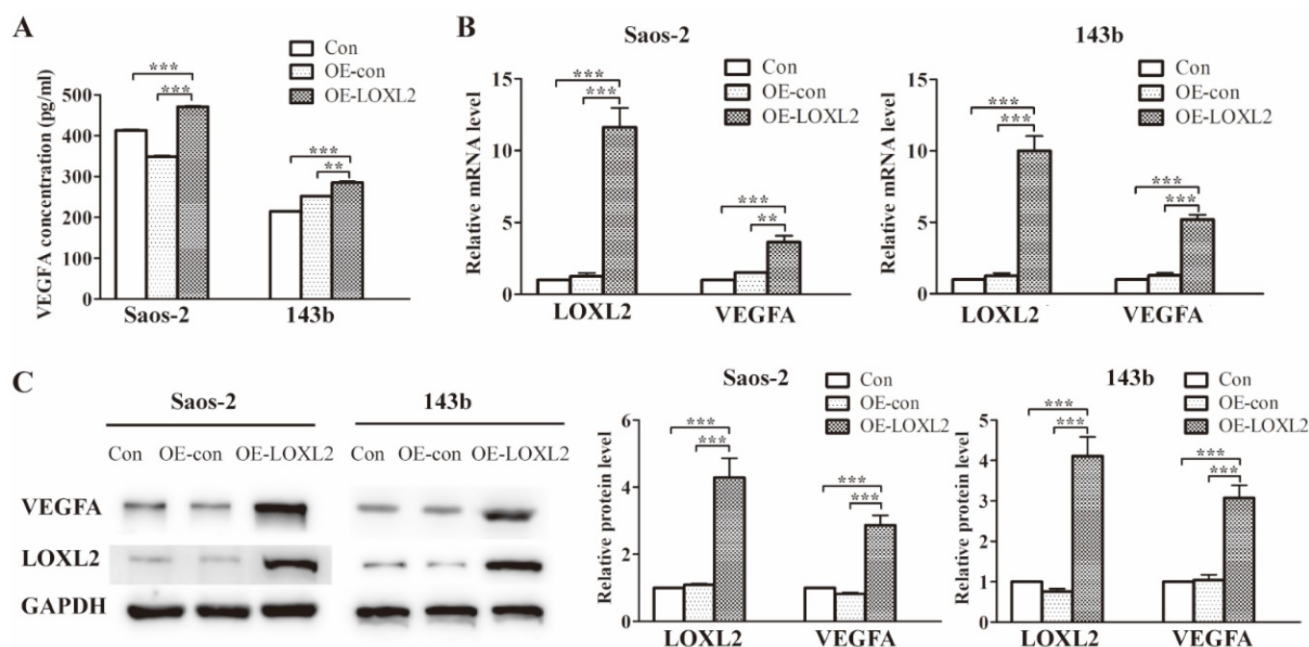 A
Con
OE-con
OE-LOXL2
VEGFA concentration (pg/ml)
500
400
300
200
100
0
***
***
***
**
Saos-2
143b
B
Saos-2
Con
OE-con
OE-LOXL2
Relative mRNA level
15
10
5
0
***
***
***
**
LOXL2
VEGFA
143b
Con
OE-con
OE-LOXL2
Relative mRNA level
15
10
5
0
***
***
***
***
LOXL2
VEGFA
C
Saos-2
143b
Con OE-con OE-LOXL2
Con OE-con OE-LOXL2
VEGFA
LOXL2
GAPDH
Saos-2
Con
OE-con
OE-LOXL2
Relative protein level
6
4
2
0
***
***
***
***
LOXL2
VEGFA
143b
Con
OE-con
OE-LOXL2
Relative protein level
5
4
3
2
1
0
***
***
***
***
LOXL2
VEGFA